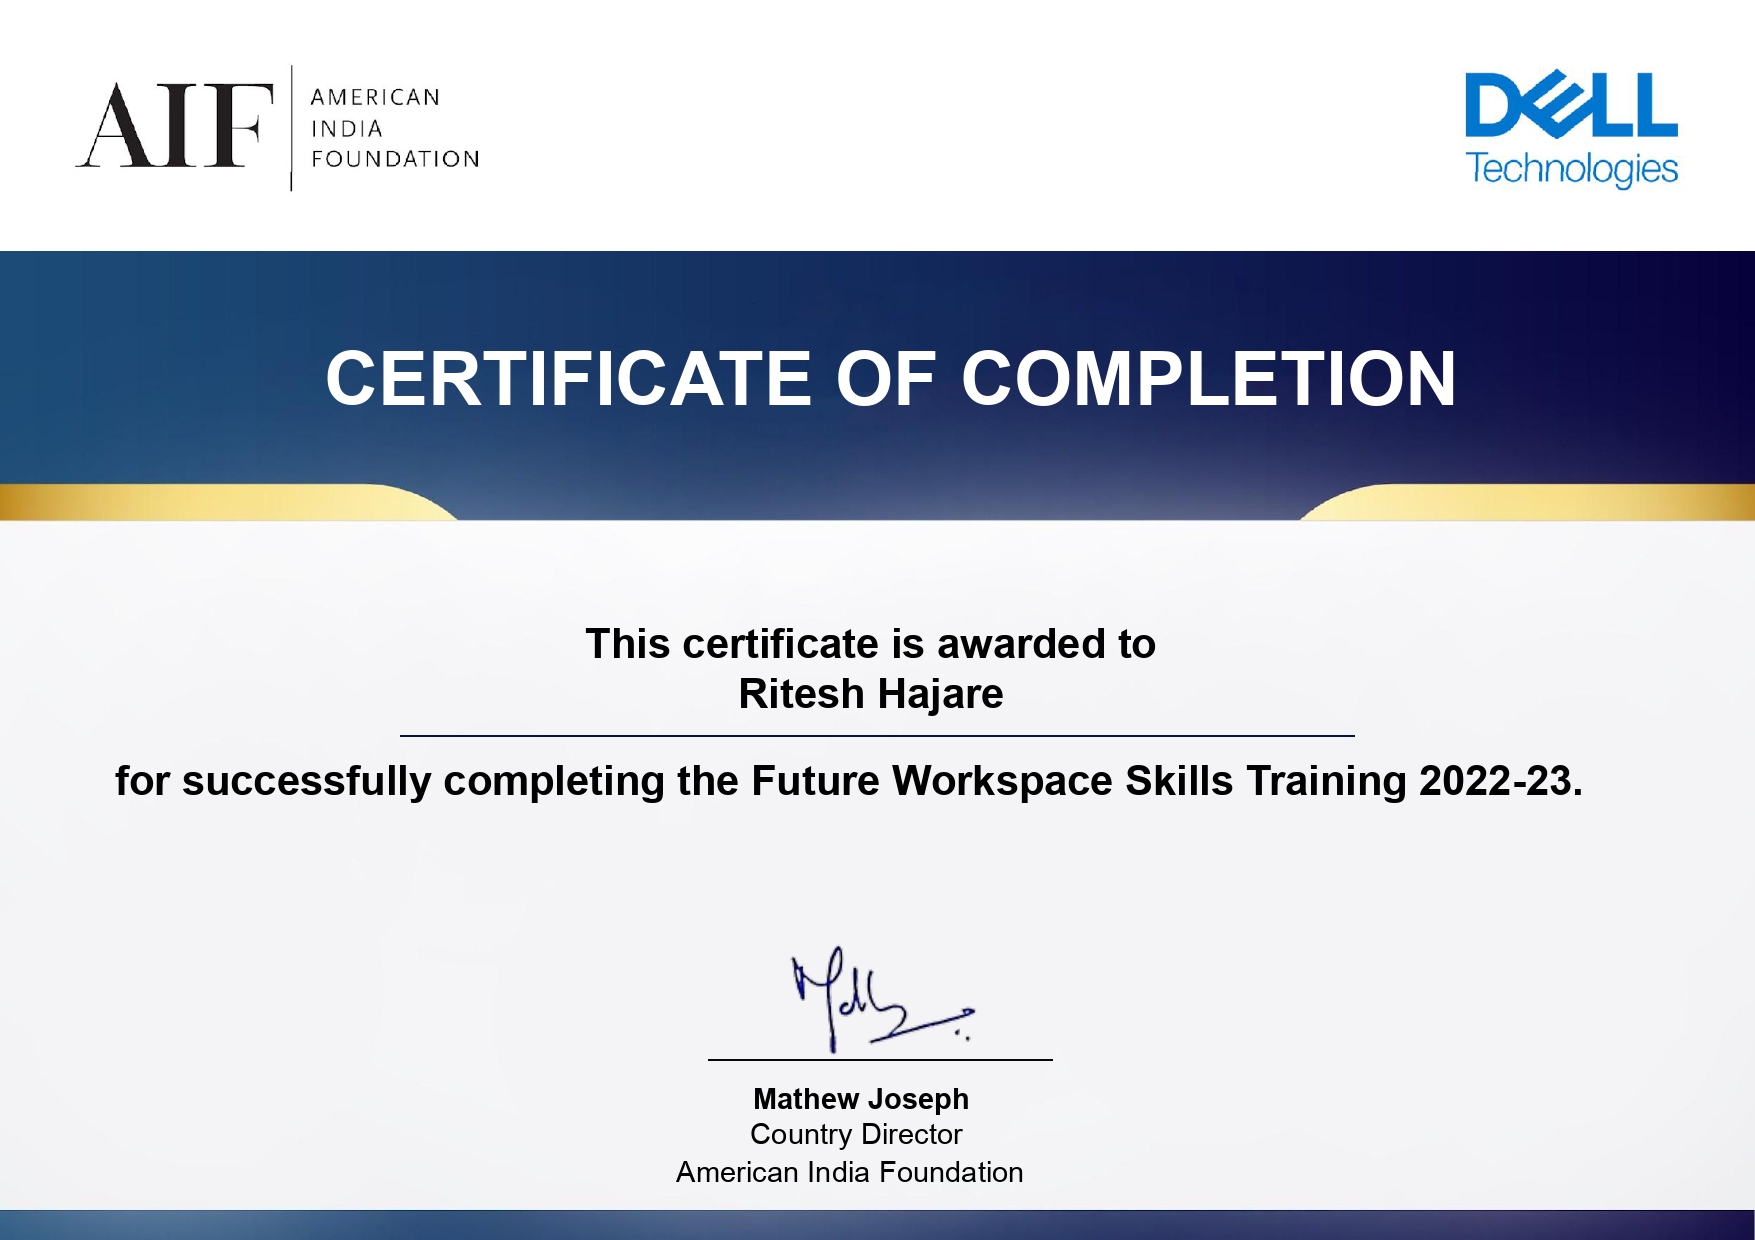 AIF
AMERICAN
INDIA
FOUNDATION
DELL
Technologies
CERTIFICATE OF COMPLETION
This certificate is awarded to
Ritesh Hajare
for successfully completing the Future Workspace Skills Training 2022-23.
Mathew Joseph
Country Director
American India Foundation